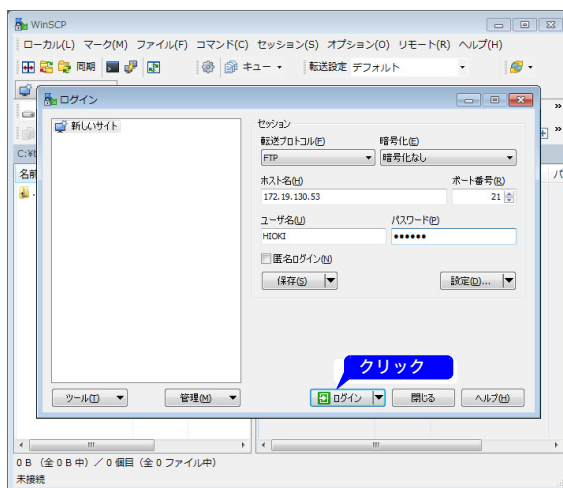 WinSCP
ローカル(L) マーク(M) ファイル(F) コマンド(C) セッション(S) オプション(O) リモート(R) ヘルプ(H)
同期 キュー 転送設定 デフォルト
ログイン
新しいサイト
セッション
転送プロトコル(F) 暗号化(E)
FTP 暗号化なし
C:¥t
ホスト名(H) ポート番号(R)
172.19.130.53 21
ユーザ名(U) パスワード(P)
HIOKI ●●●●●●
匿名ログイン(N)
保存(S) 設定(D)...
クリック
ツール(T) 管理(M) ログイン 閉じる ヘルプ(H)
0 B (全 0 B 中) / 0 個目 (全 0 ファイル中)
未接続